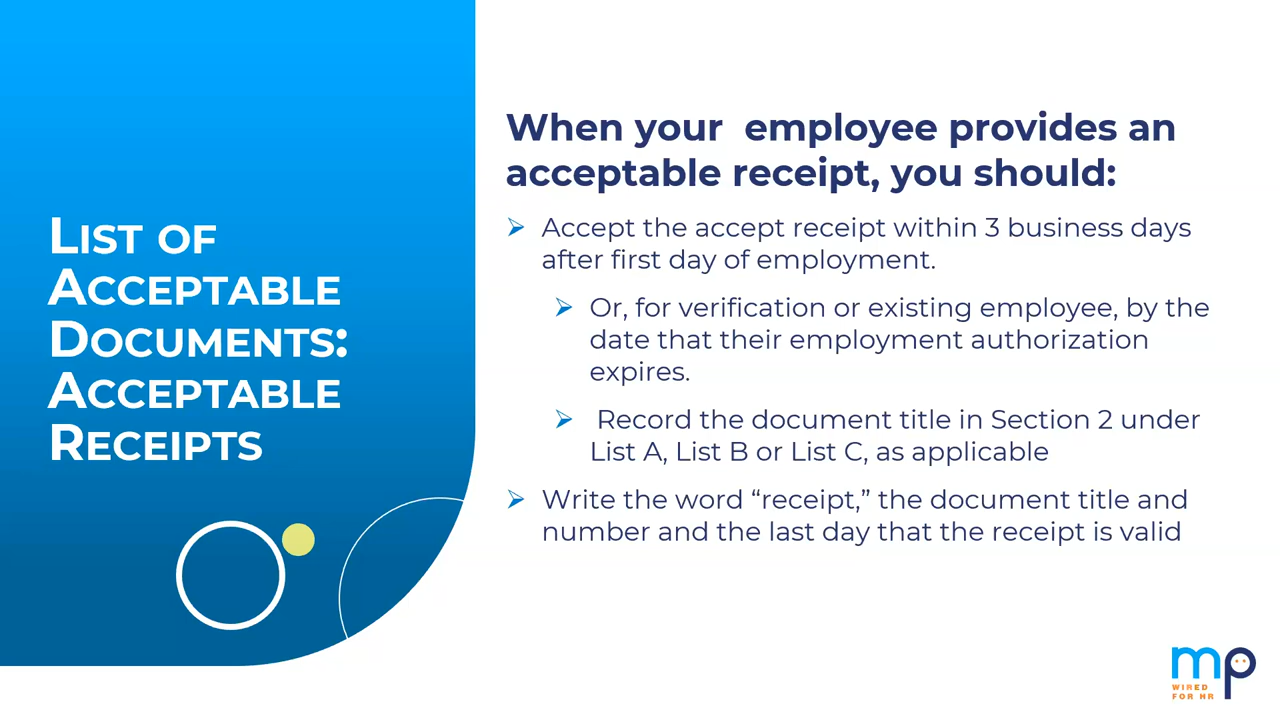 LIST OF
ACCEPTABLE
DOCUMENTS:
ACCEPTABLE
RECEIPTS
When your  employee provides an
acceptable receipt, you should:
Accept the accept receipt within 3 business days
after first day of employment.
Or, for verification or existing employee, by the
date that their employment authorization
expires.
Record the document title in Section 2 under
List A, List B or List C, as applicable
Write the word “receipt,” the document title and
number and the last day that the receipt is valid
mp
WIRED
FOR HR